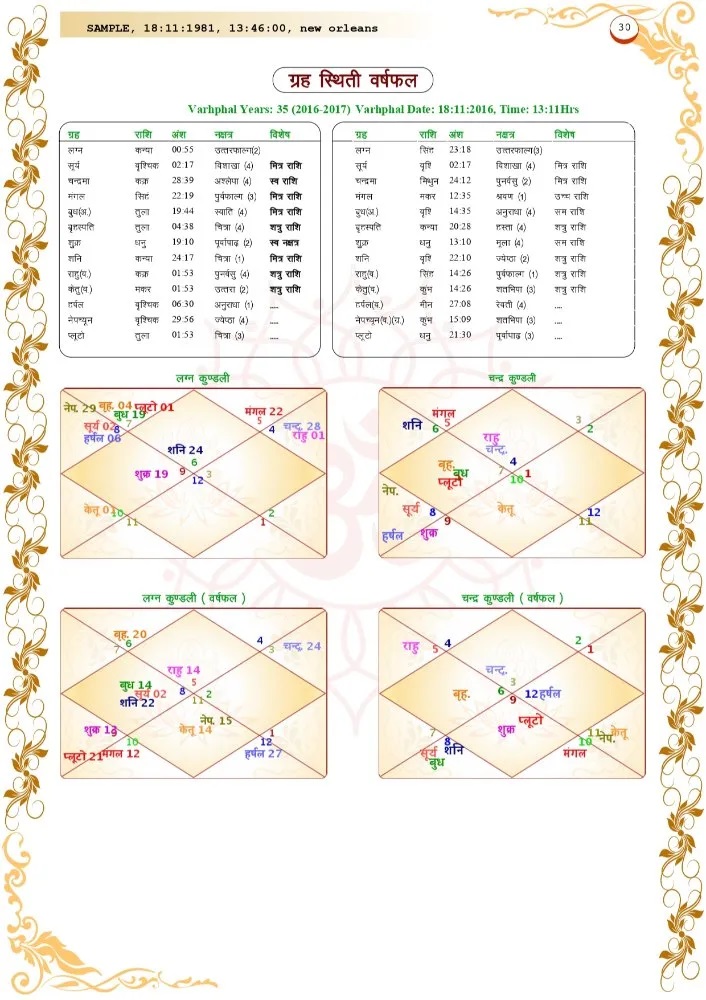 SAMPLE, 18:11:1981, 13:46:00, new orleans
30
ग्रह स्थिती वर्षफल
Varhphal Years: 35 (2016-2017) Varhphal Date: 18:11:2016, Time: 13:11Hrs
ग्रह राशि अंश नक्षत्र विशेष
लग्न कन्या 00:55 उत्तरफाल्ग(2)
सूर्य वृश्चिक 02:17 विशाखा (4) मित्र राशि
चन्द्रमा कक्र 28:39 अश्लेषा (4) स्व राशि
मंगल सिंह 22:19 पुर्वफाल्ग (3) मित्र राशि
बुध(अ.) तुला 19:44 स्वाति (4) मित्र राशि
बृहस्पति तुला 04:38 चित्रा (4) शत्रु राशि
शुक्र धनु 19:10 पूर्वाषाढ़ (2) स्व नक्षत्र
शनि कन्या 24:17 चित्रा (1) मित्र राशि
राहु(व.) कक्र 01:53 पुनर्वसु (4) शत्रु राशि
केतु(व.) मकर 01:53 उत्तरा (2) शत्रु राशि
हर्षल वृश्चिक 06:30 अनुराधा (1) ....
नेपच्यून वृश्चिक 29:56 ज्येष्ठा (4) ....
प्लूटो तुला 01:53 चित्रा (3) ....
ग्रह राशि अंश नक्षत्र विशेष
लग्न सिंह 23:18 उत्तरफाल्ग(3)
सूर्य वृशि 02:17 विशाखा (4) मित्र राशि
चन्द्रमा मिथुन 24:12 पुनर्वसु (2) मित्र राशि
मंगल मकर 12:35 श्रवण (1) उच्च राशि
बुध(अ.) वृशि 14:35 अनुराधा (4) सम राशि
बृहस्पति कन्या 20:28 हस्ता (4) शत्रु राशि
शुक्र धनु 13:10 मूला (4) सम राशि
शनि वृशि 22:10 ज्येष्ठा (2) शत्रु राशि
राहु(व.) सिंह 14:26 पुर्वफाल्ग (1) शत्रु राशि
केतु(व.) कुंभ 14:26 शतभिषा (3) शत्रु राशि
हर्षल(व.) मीन 27:08 रेवती (4) ....
नेपच्यून(व.)(व.) कुंभ 15:09 शतभिषा (3) ....
प्लूटो धनु 21:30 पूर्वाषाढ़ (3) ....
लग्न कुण्डली
नेप. 29 बृह. 04 प्लूटो 01
बुध 19
सूर्य 02 8 7
हर्षल 06
मंगल 22
5
4 चन्द्र. 28
राहु 01
शनि 24
6
शुक्र 19 9 3
12
केतू 01 10
11
2
1
चन्द्र कुण्डली
मंगल
शनि 6 5
3
2
राहु
चन्द्र.
4
बृह.
बुध 7 1
प्लूटो 10
नेप.
सूर्य 8
9
केतू
12
11
हर्षल शुक्र
लग्न कुण्डली ( वर्षफल )
बृह. 20
6
7
4
3 चन्द्र. 24
राहु 14
5
बुध 14
सूर्य 02 8 2
शनि 22 11
नेप. 15
शुक्र 13 9
10
केतू 14
1
12
प्लूटो 21 मंगल 12
हर्षल 27
चन्द्र कुण्डली ( वर्षफल )
राहु 5 4
2
1
चन्द्र.
3
बृह. 6 12 हर्षल
9
प्लूटो
7
8
शुक्र
11 केतू
10 नेप.
सूर्य शनि
बुध
मंगल